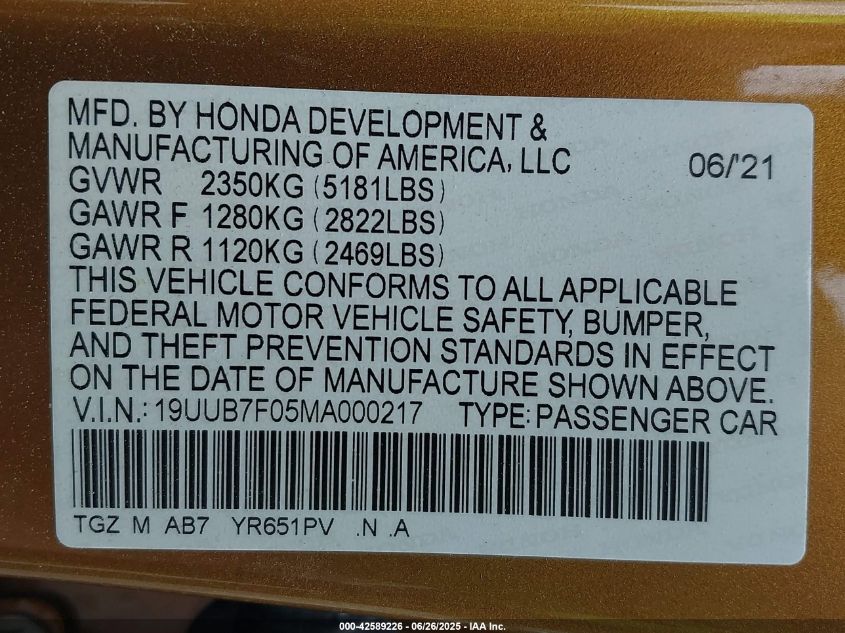 MFD. BY HONDA DEVELOPMENT &
MANUFACTURING OF AMERICA, LLC 06/'21
GVWR 2350KG (5181LBS)
GAWR F 1280KG (2822LBS)
GAWR R 1120KG (2469LBS)
THIS VEHICLE CONFORMS TO ALL APPLICABLE
FEDERAL MOTOR VEHICLE SAFETY, BUMPER,
AND THEFT PREVENTION STANDARDS IN EFFECT
ON THE DATE OF MANUFACTURE SHOWN ABOVE.
V.I.N.: 19UUB7F05MA000217 TYPE: PASSENGER CAR
TGZ M AB7 YR651PV .N .A
000-42589226 - 06/26/2025 - IAA Inc.